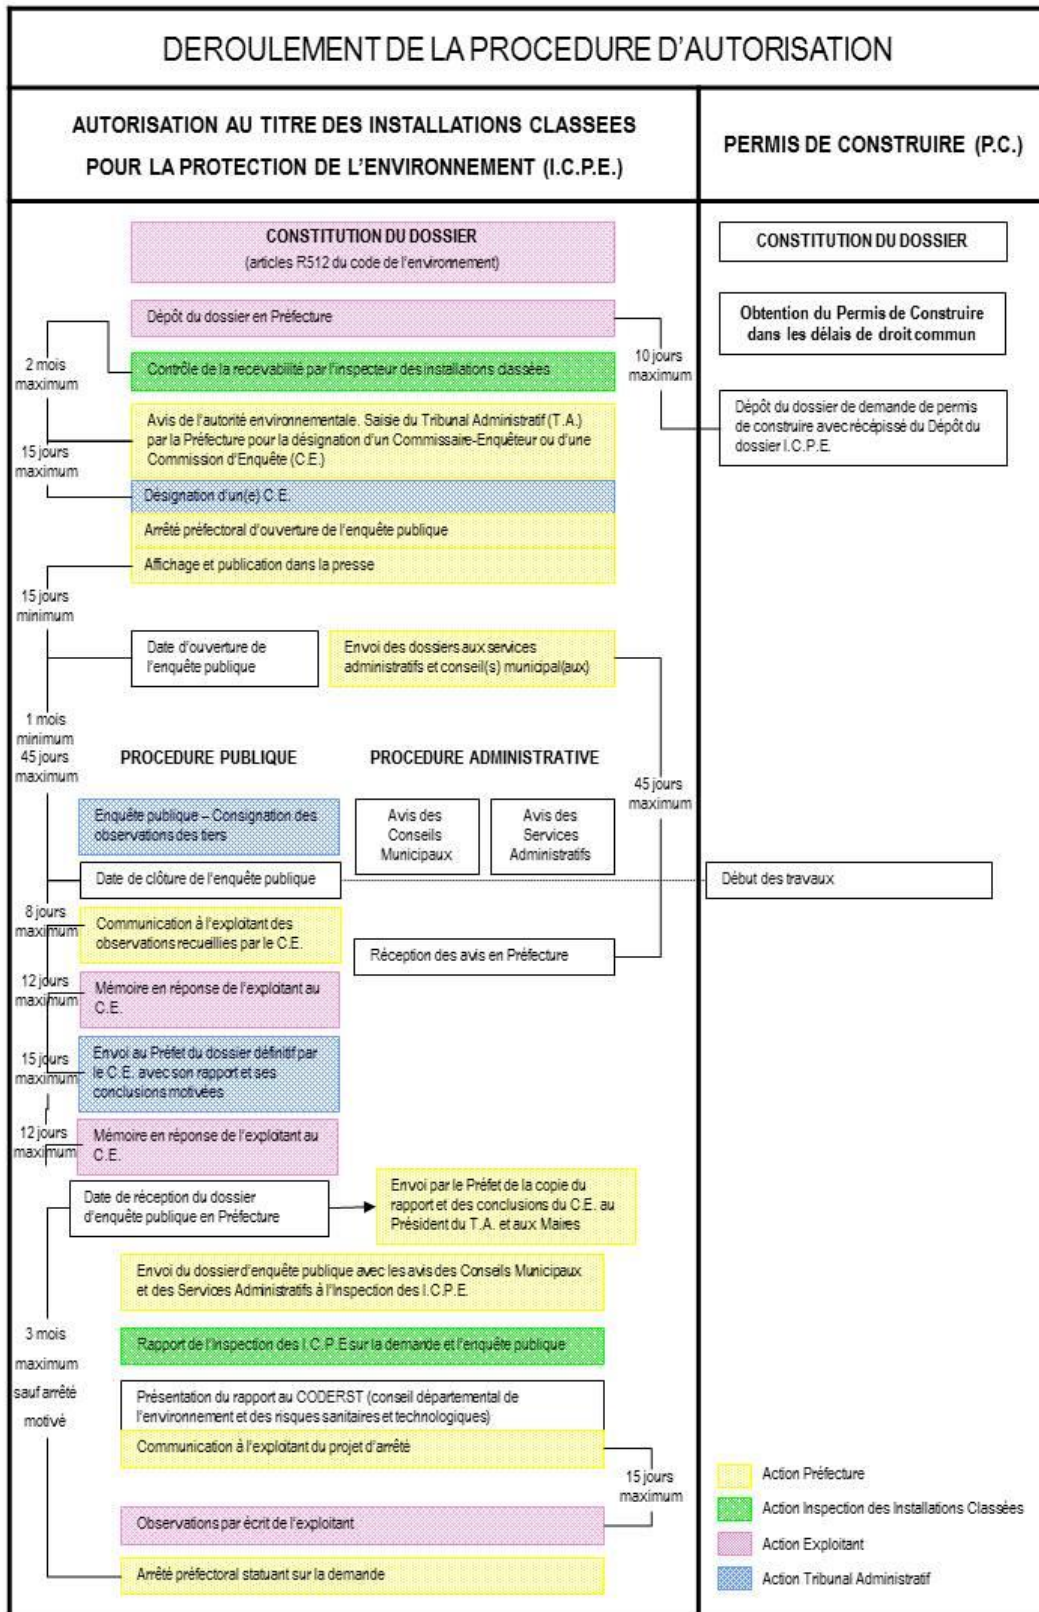 DEROULEMENT DE LA PROCEDURE D'AUTORISATION
AUTORISATION AU TITRE DES INSTALLATIONS CLASSEES
POUR LA PROTECTION DE L'ENVIRONNEMENT (I.C.P.E.)
PERMIS DE CONSTRUIRE (P.C.)
CONSTITUTION DU DOSSIER
(articles R512 du code de l'environnement)
CONSTITUTION DU DOSSIER
Dépôt du dossier en Préfecture
Obtention du Permis de Construire
dans les délais de droit commun
2 mois
maximum
Contrôle de la recevabilité par l'inspecteur des installations classées
10 jours
maximum
Avis de l'autorité environnementale. Saisie du Tribunal Administratif (T.A.)
par la Préfecture pour la désignation d'un Commissaire-Enquêteur ou d'une
Commission d'Enquête (C.E.)
Dépôt du dossier de demande de permis
de construire avec récépissé du Dépôt du
dossier I.C.P.E.
15 jours
maximum
Désignation d'un(e) C.E.
Arrêté préfectoral d'ouverture de l'enquête publique
Affichage et publication dans la presse
15 jours
minimum
Date d'ouverture de
l'enquête publique
Envoi des dossiers aux services
administratifs et conseil(s) municipal(aux)
1 mois
minimum
45 jours
maximum
PROCEDURE PUBLIQUE
PROCEDURE ADMINISTRATIVE
45 jours
maximum
Enquête publique – Consignation des
observations des tiers
Avis des
Conseils
Municipaux
Avis des
Services
Administratifs
Date de clôture de l'enquête publique
Début des travaux
8 jours
maximum
Communication à l'exploitant des
observations recueillies par le C.E.
Réception des avis en Préfecture
12 jours
maximum
Mémoire en réponse de l'exploitant au
C.E.
15 jours
maximum
Envoi au Préfet du dossier définitif par
le C.E. avec son rapport et ses
conclusions motivées
12 jours
maximum
Mémoire en réponse de l'exploitant au
C.E.
Date de réception du dossier
d'enquête publique en Préfecture
Envoi par le Préfet de la copie du
rapport et des conclusions du C.E. au
Président du T.A. et aux Maires
Envoi du dossier d'enquête publique avec les avis des Conseils Municipaux
et des Services Administratifs à l'Inspection des I.C.P.E.
3 mois
maximum
sauf arrêté
motivé
Rapport de l'Inspection des I.C.P.E sur la demande et l'enquête publique
Présentation du rapport au CODERST (conseil départemental de
l'environnement et des risques sanitaires et technologiques)
Communication à l'exploitant du projet d'arrêté
15 jours
maximum
Observations par écrit de l'exploitant
Arrêté préfectoral statuant sur la demande
Action Préfecture
Action Inspection des Installations Classées
Action Exploitant
Action Tribunal Administratif